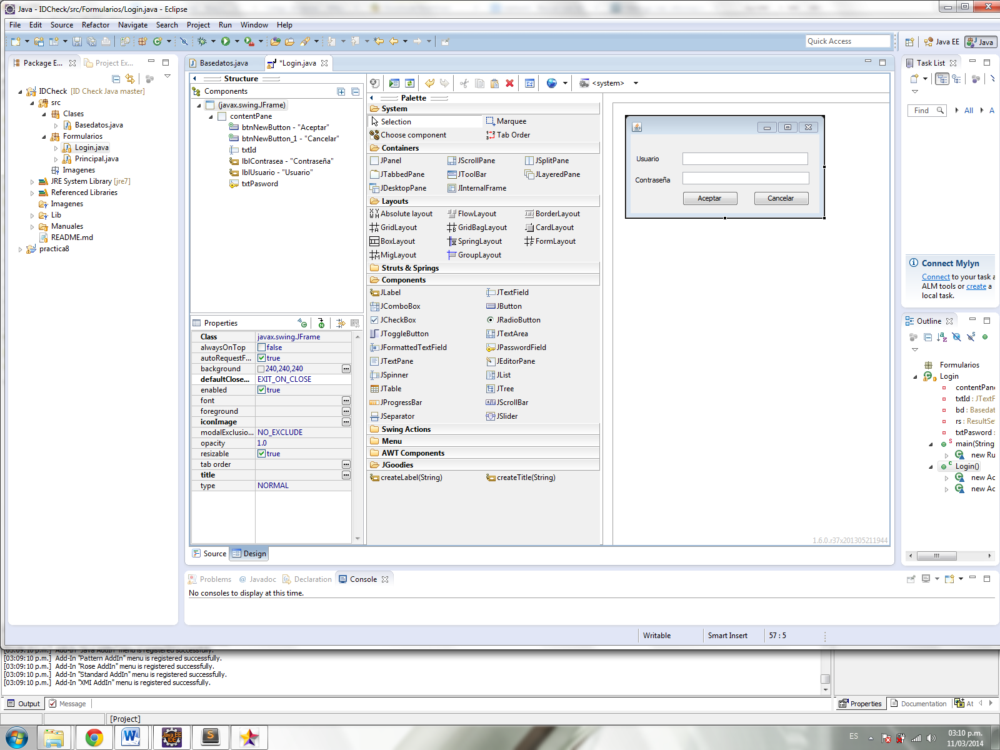 Java - IDCheck/src/Formularios/Login.java - Eclipse
File Edit Source Refactor Navigate Search Project Run Window Help
Quick Access
Java EE
Java
Package E...
Project Ex...
IDCheck [ID Check Java master]
src
Clases
Basedatos.java
Formularios
Login.java
Principal.java
Imagenes
JRE System Library [jre7]
Referenced Libraries
Imagenes
Lib
Manuales
README.md
practica8
Basedatos.java
*Login.java
Structure
Components
(javax.swing.JFrame)
contentPane
btnNewButton - "Aceptar"
btnNewButton_1 - "Cancelar"
txtId
lblContrasea - "Contraseña"
lblUsuario - "Usuario"
txtPasword
Properties
Class javax.swing.JFrame
alwaysOnTop false
autoRequestF... true
background 240,240,240
defaultClose... EXIT_ON_CLOSE
enabled true
font
foreground
iconImage
modalExclusio... NO_EXCLUDE
opacity 1.0
resizable true
tab order
title
type NORMAL
Source Design
<system>
Palette
System
Selection Marquee
Choose component Tab Order
Containers
JPanel JScrollPane JSplitPane
JTabbedPane JToolBar JLayeredPane
JDesktopPane JInternalFrame
Layouts
Absolute layout FlowLayout BorderLayout
GridLayout GridBagLayout CardLayout
BoxLayout SpringLayout FormLayout
MigLayout GroupLayout
Struts & Springs
Components
JLabel JTextField
JComboBox JButton
JCheckBox JRadioButton
JToggleButton JTextArea
JFormattedTextField JPasswordField
JTextPane JEditorPane
JSpinner JList
JTable JTree
JProgressBar JScrollBar
JSeparator JSlider
Swing Actions
Menu
AWT Components
JGoodies
createLabel(String) createTitle(String)
Usuario
Contraseña
Aceptar Cancelar
1.6.0.r37x201305211944
Task List
Find All A
Connect Mylyn
Connect to your task a
ALM tools or create a
local task.
Outline
Formularios
Login
contentPan
txtId : JTextF
bd : Basedat
rs : ResultSe
txtPasword :
main(String
new Ru
Login()
new Ac
new Ac
Problems @ Javadoc Declaration Console
No consoles to display at this time.
Writable Smart Insert 57 : 5
[03:09:10 p.m.] Add-In "Java AddIn" menu is registered successfully.
[03:09:10 p.m.] Add-In "Pattern AddIn" menu is registered successfully.
[03:09:10 p.m.] Add-In "Rose AddIn" menu is registered successfully.
[03:09:10 p.m.] Add-In "Standard AddIn" menu is registered successfully.
[03:09:10 p.m.] Add-In "XMI AddIn" menu is registered successfully.
Output Message
Properties Documentation At
[Project]
Java EE
IDE
ES
03:10 p.m.
11/03/2014